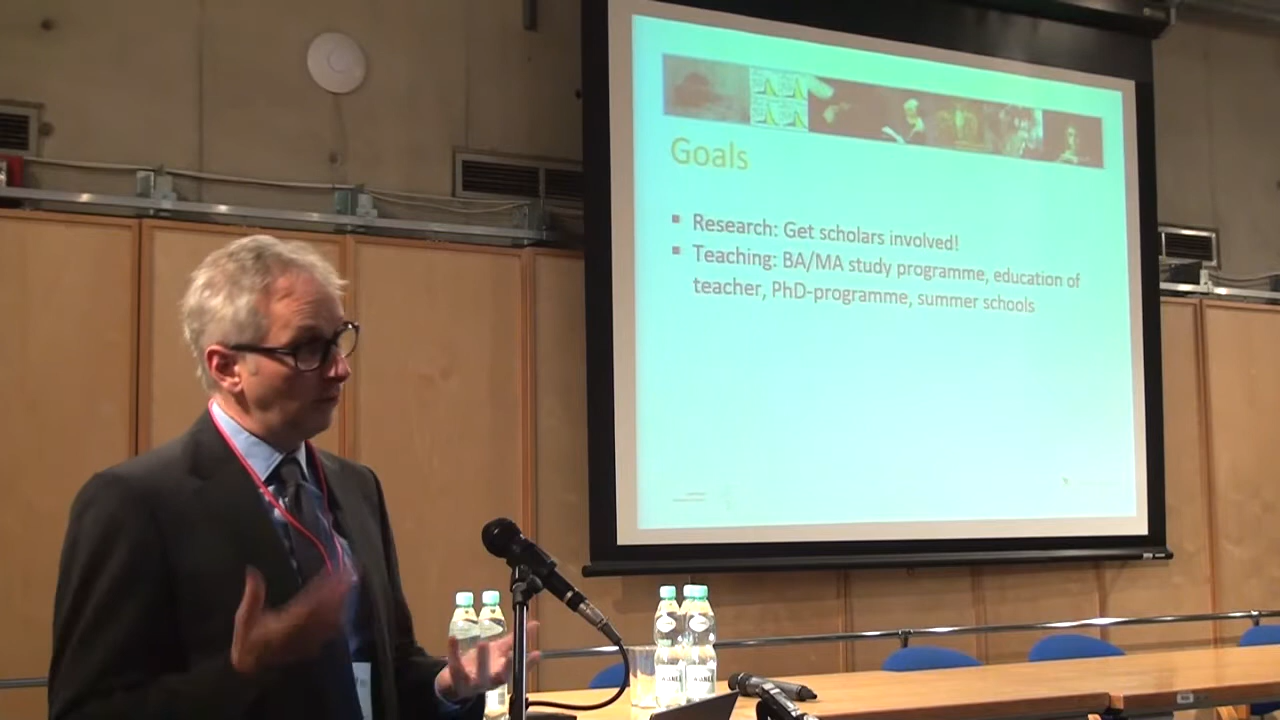 Goals
▪ Research: Get scholars involved!
▪ Teaching: BA/MA study programme, education of
teacher, PhD-programme, summer schools